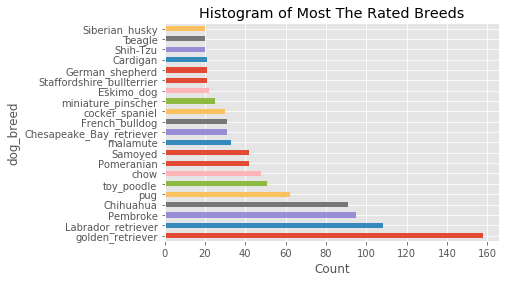 Histogram of Most The Rated Breeds
dog_breed
Siberian_husky
beagle
Shih-Tzu
Cardigan
German_shepherd
Staffordshire_bullterrier
Eskimo_dog
miniature_pinscher
cocker_spaniel
French_bulldog
Chesapeake_Bay_retriever
malamute
Samoyed
Pomeranian
chow
toy_poodle
pug
Chihuahua
Pembroke
Labrador_retriever
golden_retriever
0 20 40 60 80 100 120 140 160
Count